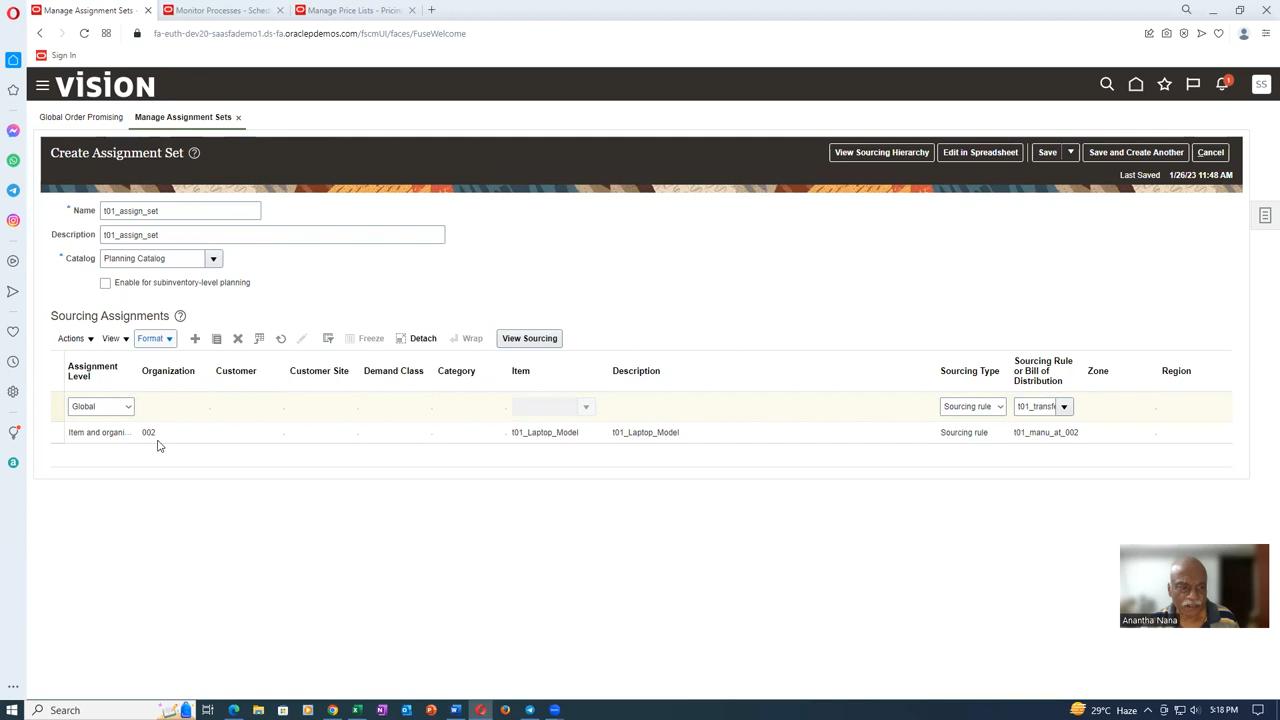 Manage Assignment Sets -
Monitor Processes - Sched
Manage Price Lists - Pricin
fa-euth-dev20-saasfademo1.ds-fa.oraclepdemos.com/fscmUI/faces/FuseWelcome
Sign In
VISION
1
SS
Global Order Promising
Manage Assignment Sets
Create Assignment Set
View Sourcing Hierarchy
Edit in Spreadsheet
Save
Save and Create Another
Cancel
Last Saved 1/26/23 11:48 AM
* Name t01_assign_set
Description t01_assign_set
* Catalog Planning Catalog
Enable for subinventory-level planning
Sourcing Assignments
Actions
View
Format
Freeze
Detach
Wrap
View Sourcing
Assignment Level
Organization
Customer
Customer Site
Demand Class
Category
Item
Description
Sourcing Type
Sourcing Rule or Bill of Distribution
Zone
Region
Global
Sourcing rule
t01_transfe
Item and organi...
002
t01_Laptop_Model
t01_Laptop_Model
Sourcing rule
t01_manu_at_002
Anantha Nana
Search
29°C Haze
5:18 PM